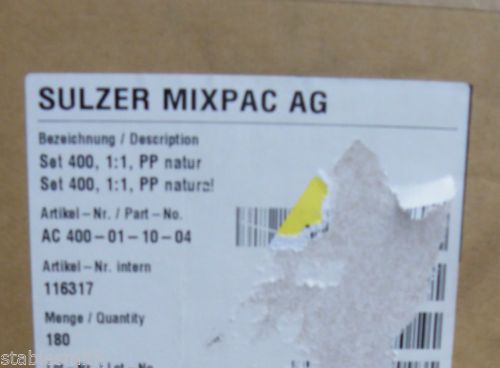 SULZER MIXPAC AG
Bezeichnung / Description
Set 400, 1:1, PP natur
Set 400, 1:1, PP natural
Artikel-Nr. / Part-No.
AC 400-01-10-04
Artikel-Nr. intern
116317
Menge / Quantity
180